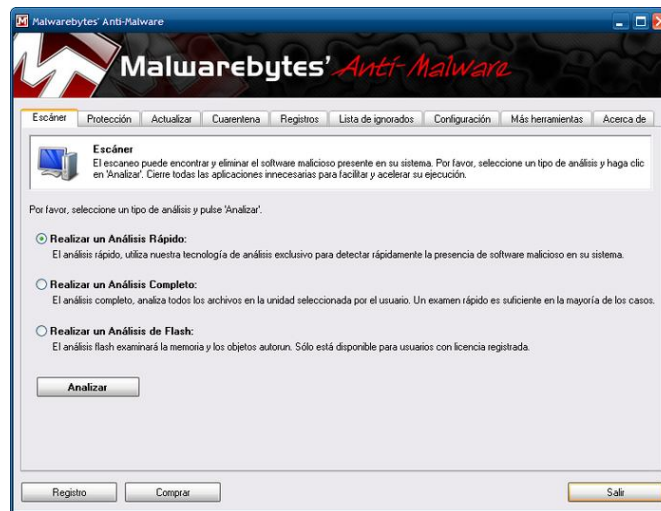 Malwarebytes' Anti-Malware
Malwarebytes' Anti-Malware
Escáner
Protección
Actualizar
Cuarentena
Registros
Lista de ignorados
Configuración
Más herramientas
Acerca de
Escáner
El escaneo puede encontrar y eliminar el software malicioso presente en su sistema. Por favor, seleccione un tipo de análisis y haga clic
en 'Analizar'. Cierre todas las aplicaciones innecesarias para facilitar y acelerar su ejecución.
Por favor, seleccione un tipo de análisis y pulse 'Analizar'.
Realizar un Análisis Rápido:
El análisis rápido, utiliza nuestra tecnología de análisis exclusivo para detectar rápidamente la presencia de software malicioso en su sistema.
Realizar un Análisis Completo:
El análisis completo, analiza todos los archivos en la unidad seleccionada por el usuario. Un examen rápido es suficiente en la mayoría de los casos.
Realizar un Análisis de Flash:
El análisis flash examinará la memoria y los objetos autorun. Sólo está disponible para usuarios con licencia registrada.
Analizar
Registro
Comprar
Salir